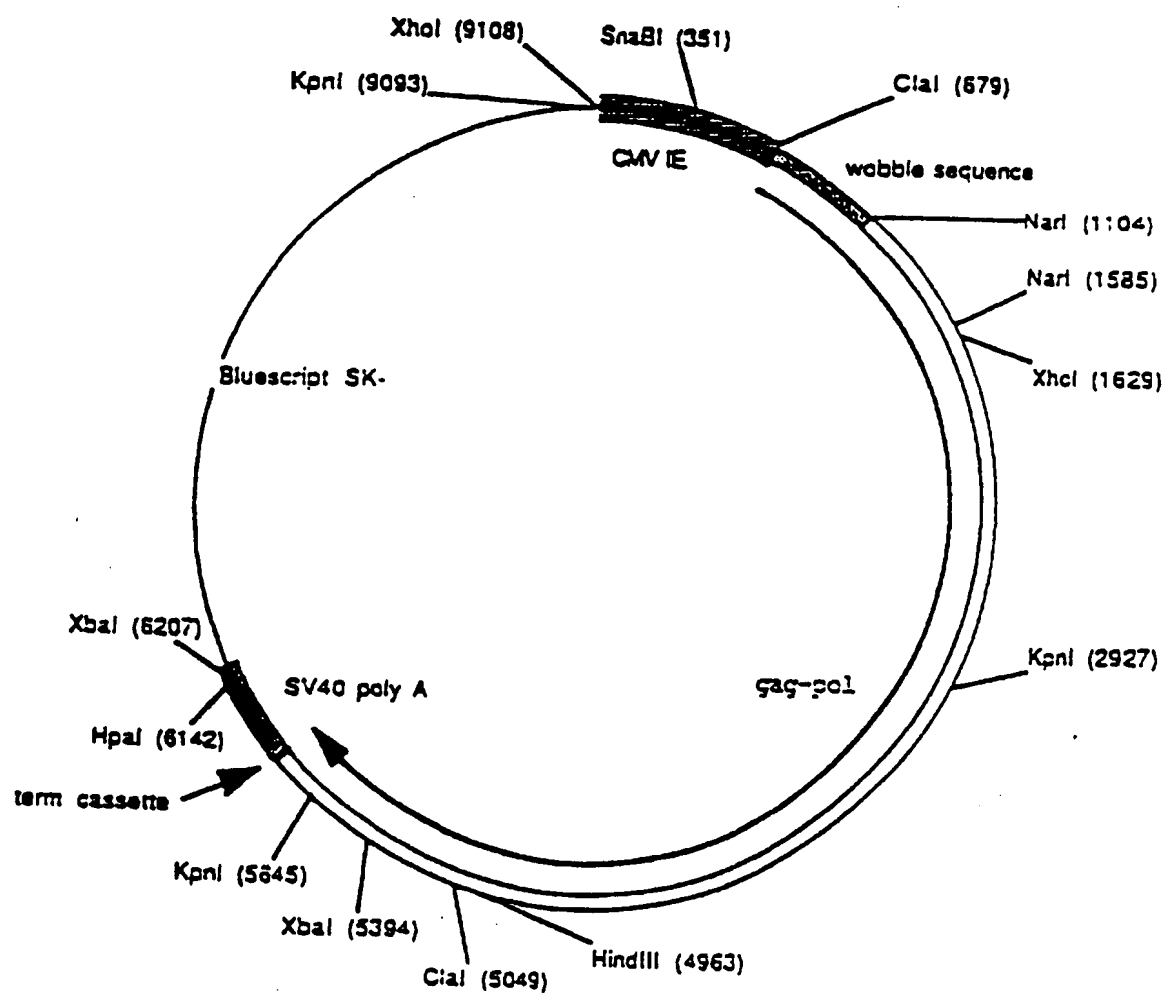 XhoI (9108)
SnaBI (351)
KpnI (9093)
ClaI (679)
CMV IE
wobble sequence
NarI (1104)
NarI (1585)
XhoI (1629)
Bluescript SK-
XbaI (6207)
SV40 poly A
gag-pol
KpnI (2927)
HpaI (6142)
term cassette
KpnI (5645)
XbaI (5394)
HindIII (4963)
ClaI (5049)